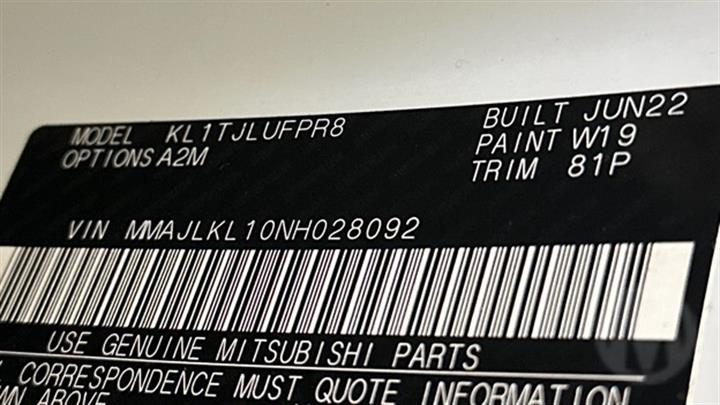 MODEL KL1TJLUFPR8 BUILT JUN22
OPTIONS A2M PAINT W19
TRIM 81P
VIN MMAJLKL10NH028092
USE GENUINE MITSUBISHI PARTS
CORRESPONDENCE MUST QUOTE INFORMATION
ABOVE